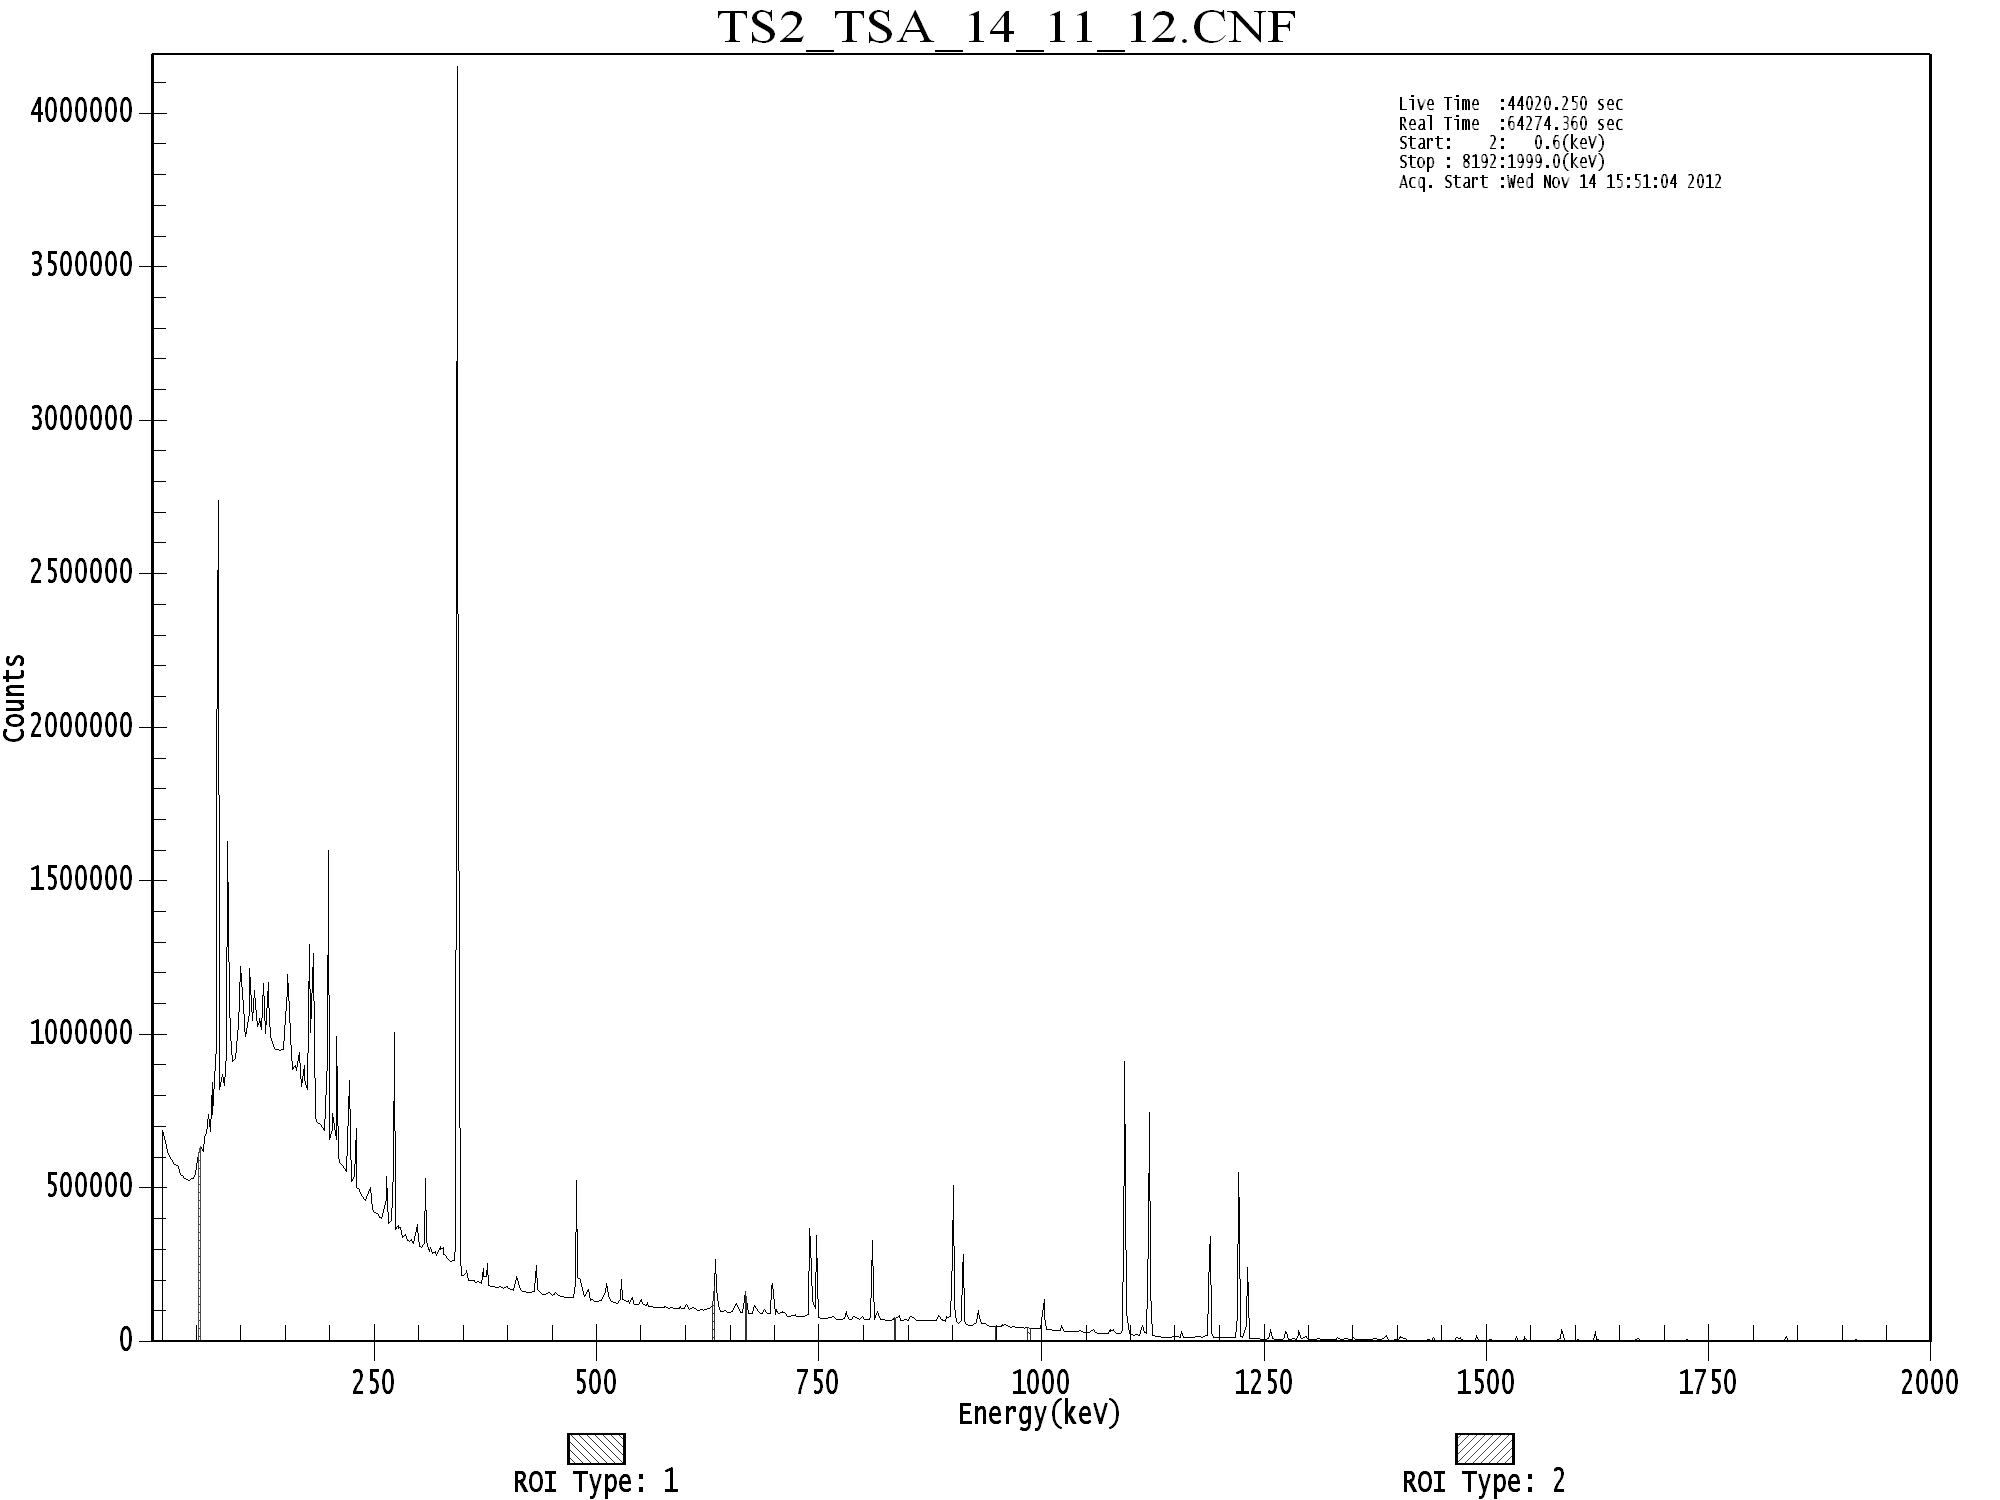 TS2_TSA_14_11_12.CNF
Live Time :44020.250 sec
Real Time :64274.360 sec
Start: 2: 0.6(keV)
Stop : 8192:1999.0(keV)
Acq. Start :Wed Nov 14 15:51:04 2012
4000000
3500000
3000000
2500000
2000000
1500000
1000000
500000
0
Counts
250 500 750 1000 1250 1500 1750 2000
Energy(keV)
ROI Type: 1 ROI Type: 2